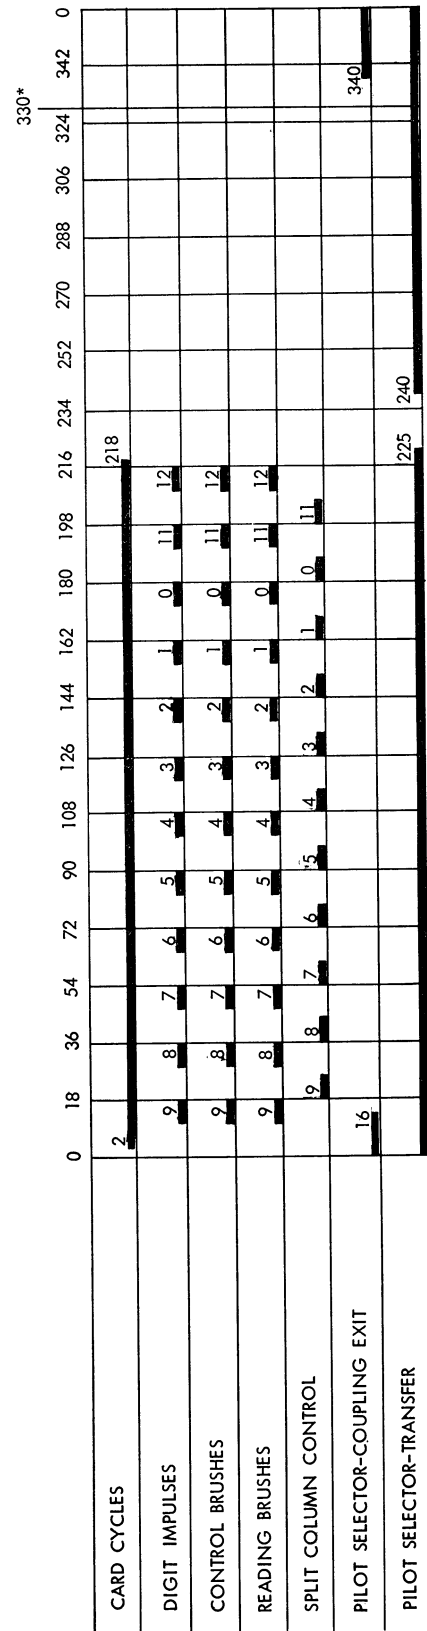 330*
0 18 36 54 72 90 108 126 144 162 180 198 216 234 252 270 288 306 324 342 0
CARD CYCLES 2 218
DIGIT IMPULSES 9 8 7 6 5 4 3 2 1 0 11 12
CONTROL BRUSHES 9 8 7 6 5 4 3 2 1 0 11 12
READING BRUSHES 9 8 7 6 5 4 3 2 1 0 11 12
SPLIT COLUMN CONTROL 9 8 7 6 5 4 3 2 1 0 11
PILOT SELECTOR-COUPLING EXIT 16 340
PILOT SELECTOR-TRANSFER 225 240